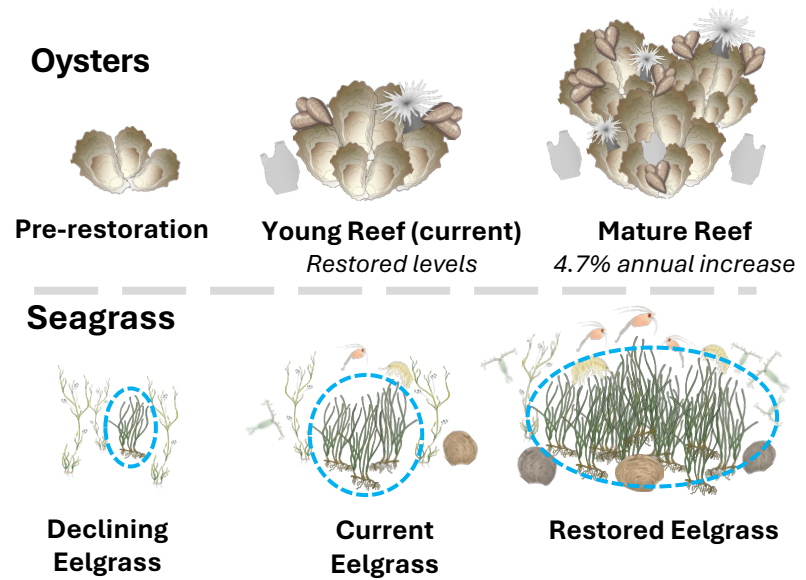 Oysters
Pre-restoration
Young Reef (current)
Restored levels
Mature Reef
4.7% annual increase
Seagrass
Declining
Eelgrass
Current
Eelgrass
Restored Eelgrass